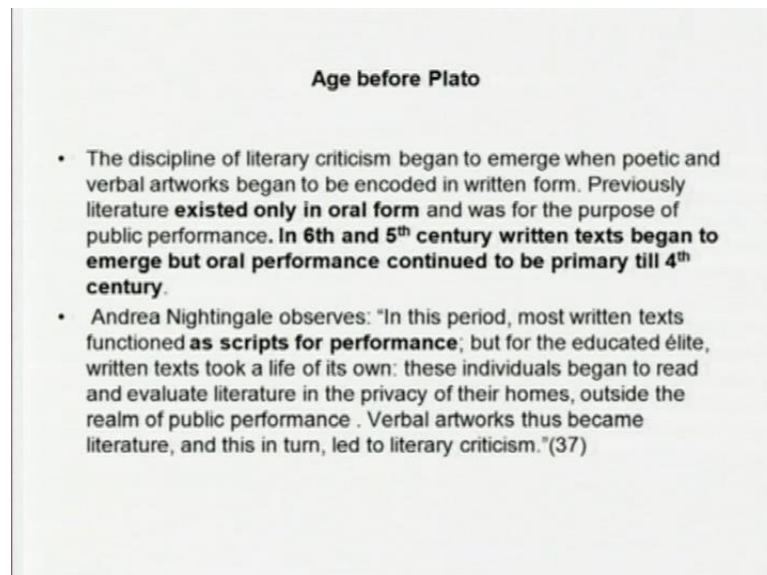 Age before Plato
• The discipline of literary criticism began to emerge when poetic and
verbal artworks began to be encoded in written form. Previously
literature existed only in oral form and was for the purpose of
public performance. In 6th and 5th century written texts began to
emerge but oral performance continued to be primary till 4th
century.
• Andrea Nightingale observes: "In this period, most written texts
functioned as scripts for performance; but for the educated élite,
written texts took a life of its own: these individuals began to read
and evaluate literature in the privacy of their homes, outside the
realm of public performance . Verbal artworks thus became
literature, and this in turn, led to literary criticism."(37)